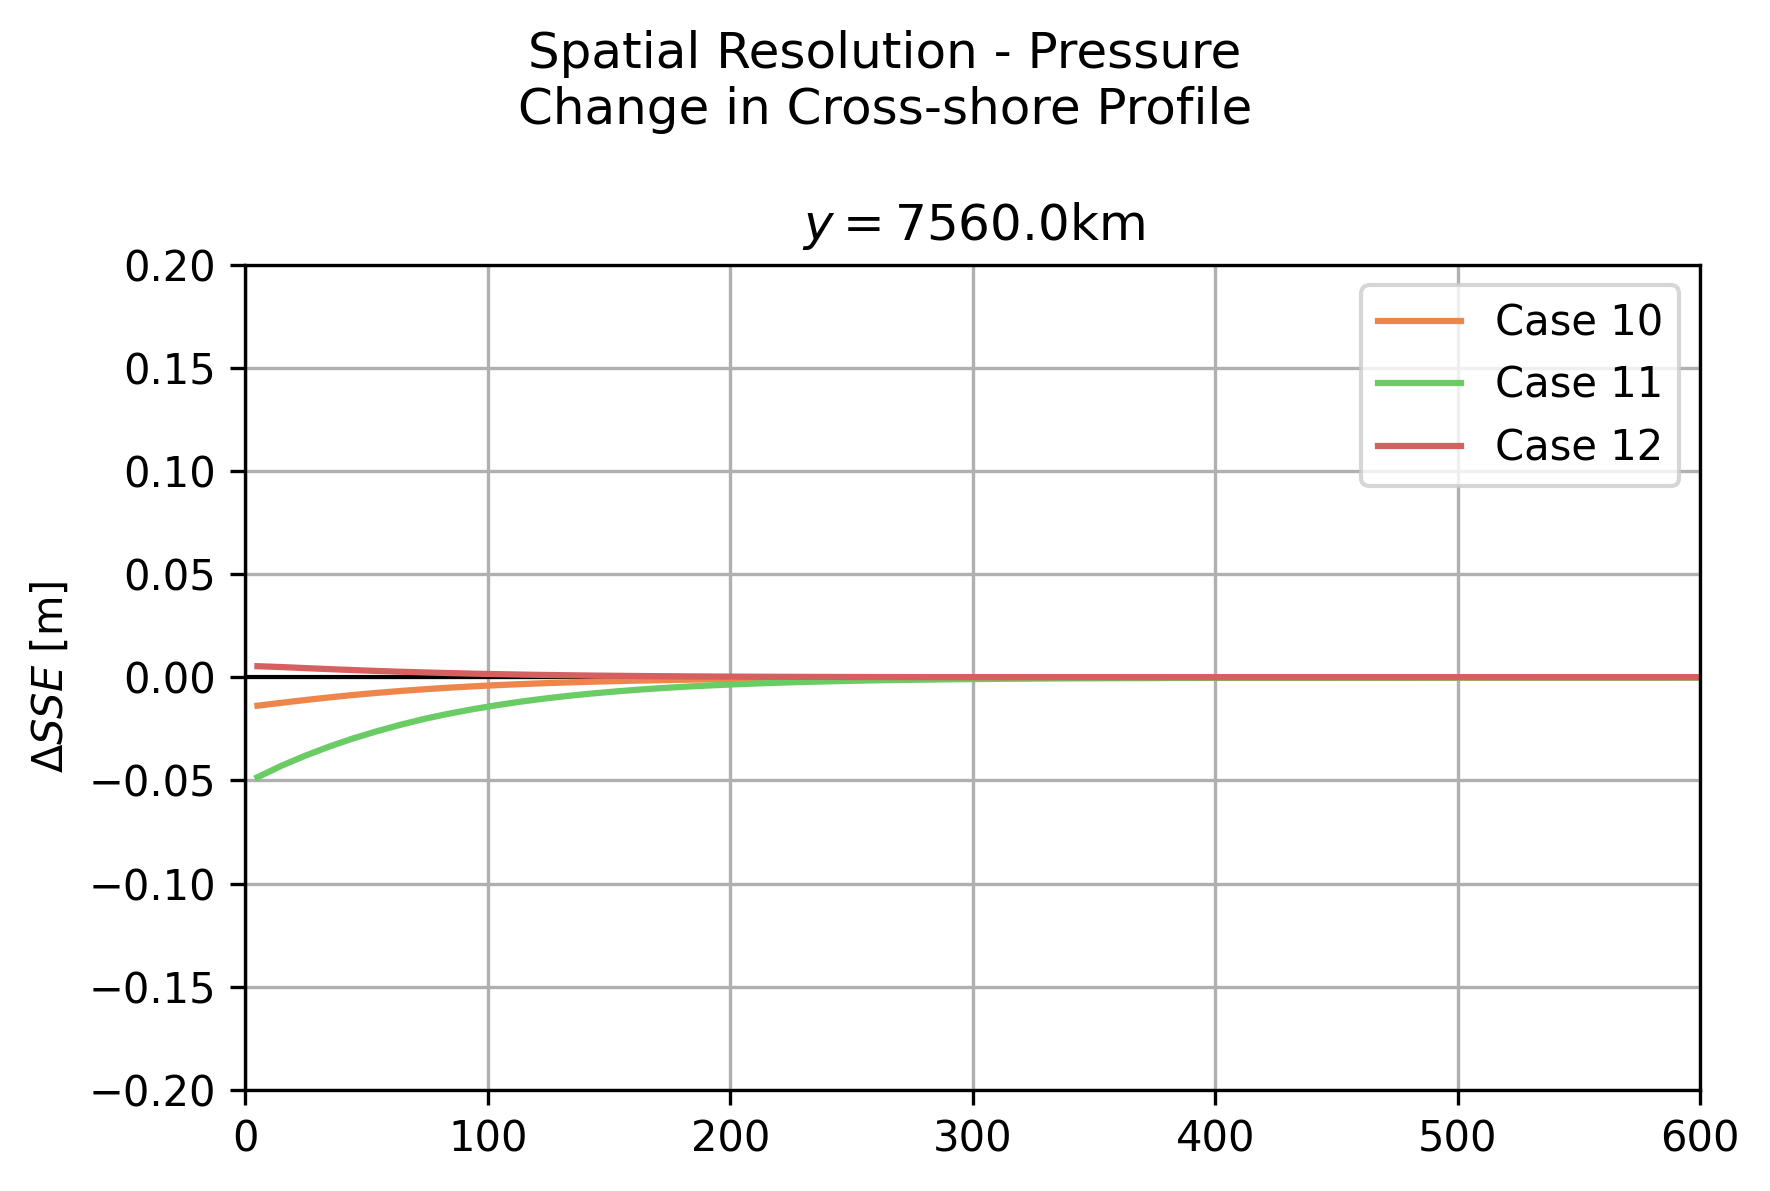 Spatial Resolution - Pressure
Change in Cross-shore Profile
y = 7560.0km
0.20
0.15
0.10
0.05
0.00
−0.05
−0.10
−0.15
−0.20
ΔSSE [m]
Case 10
Case 11
Case 12
0 100 200 300 400 500 600